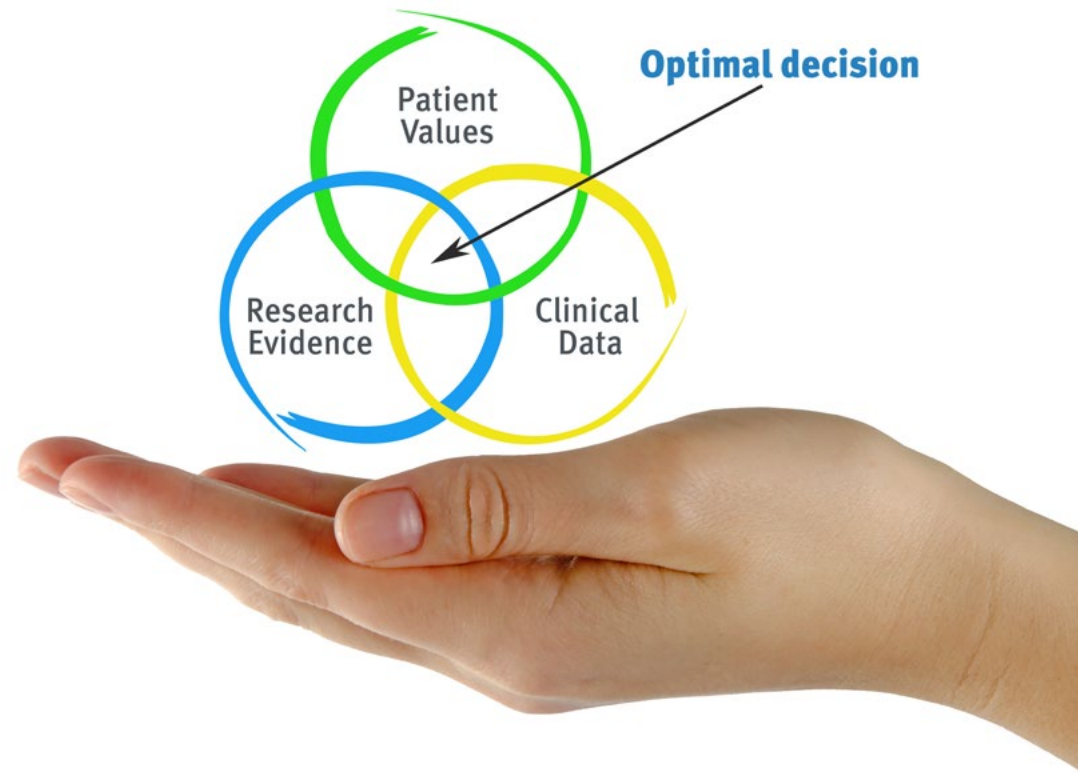 Optimal decision
Patient
Values
Research
Evidence
Clinical
Data